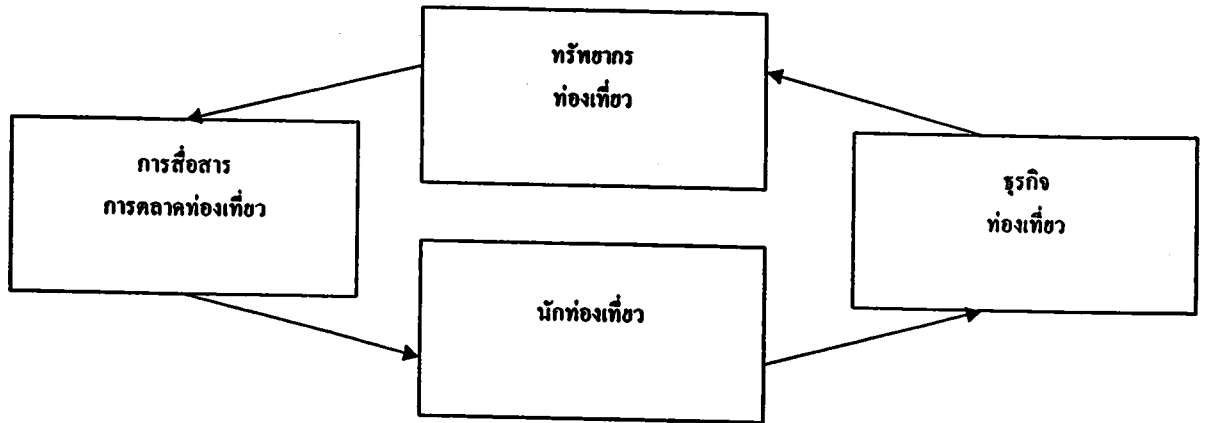 ทรัพยากร
ท่องเที่ยว
การสื่อสาร
การตลาดท่องเที่ยว
ธุรกิจ
ท่องเที่ยว
นักท่องเที่ยว